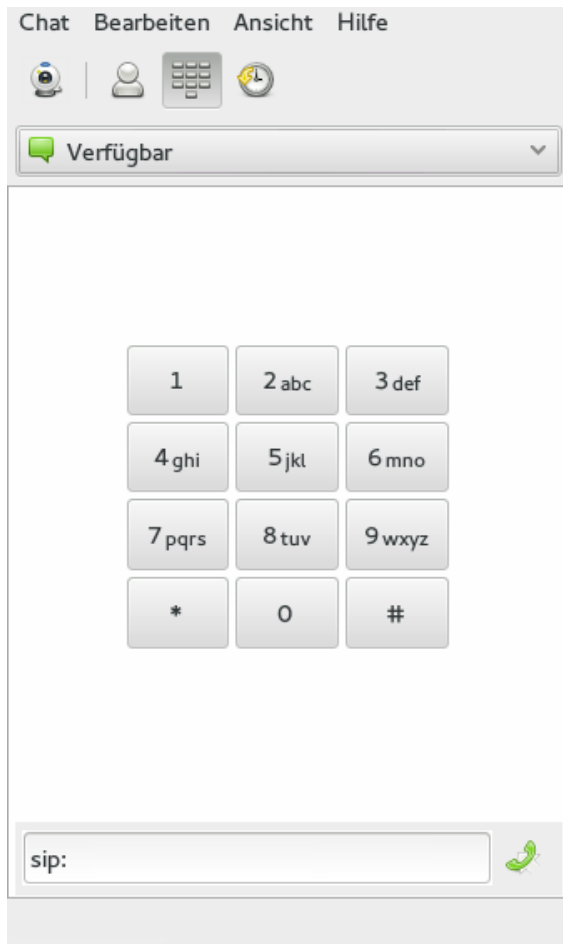 Chat Bearbeiten Ansicht Hilfe
Verfügbar
1 2 abc 3 def
4 ghi 5 jkl 6 mno
7 pqrs 8 tuv 9 wxyz
* 0 #
sip: